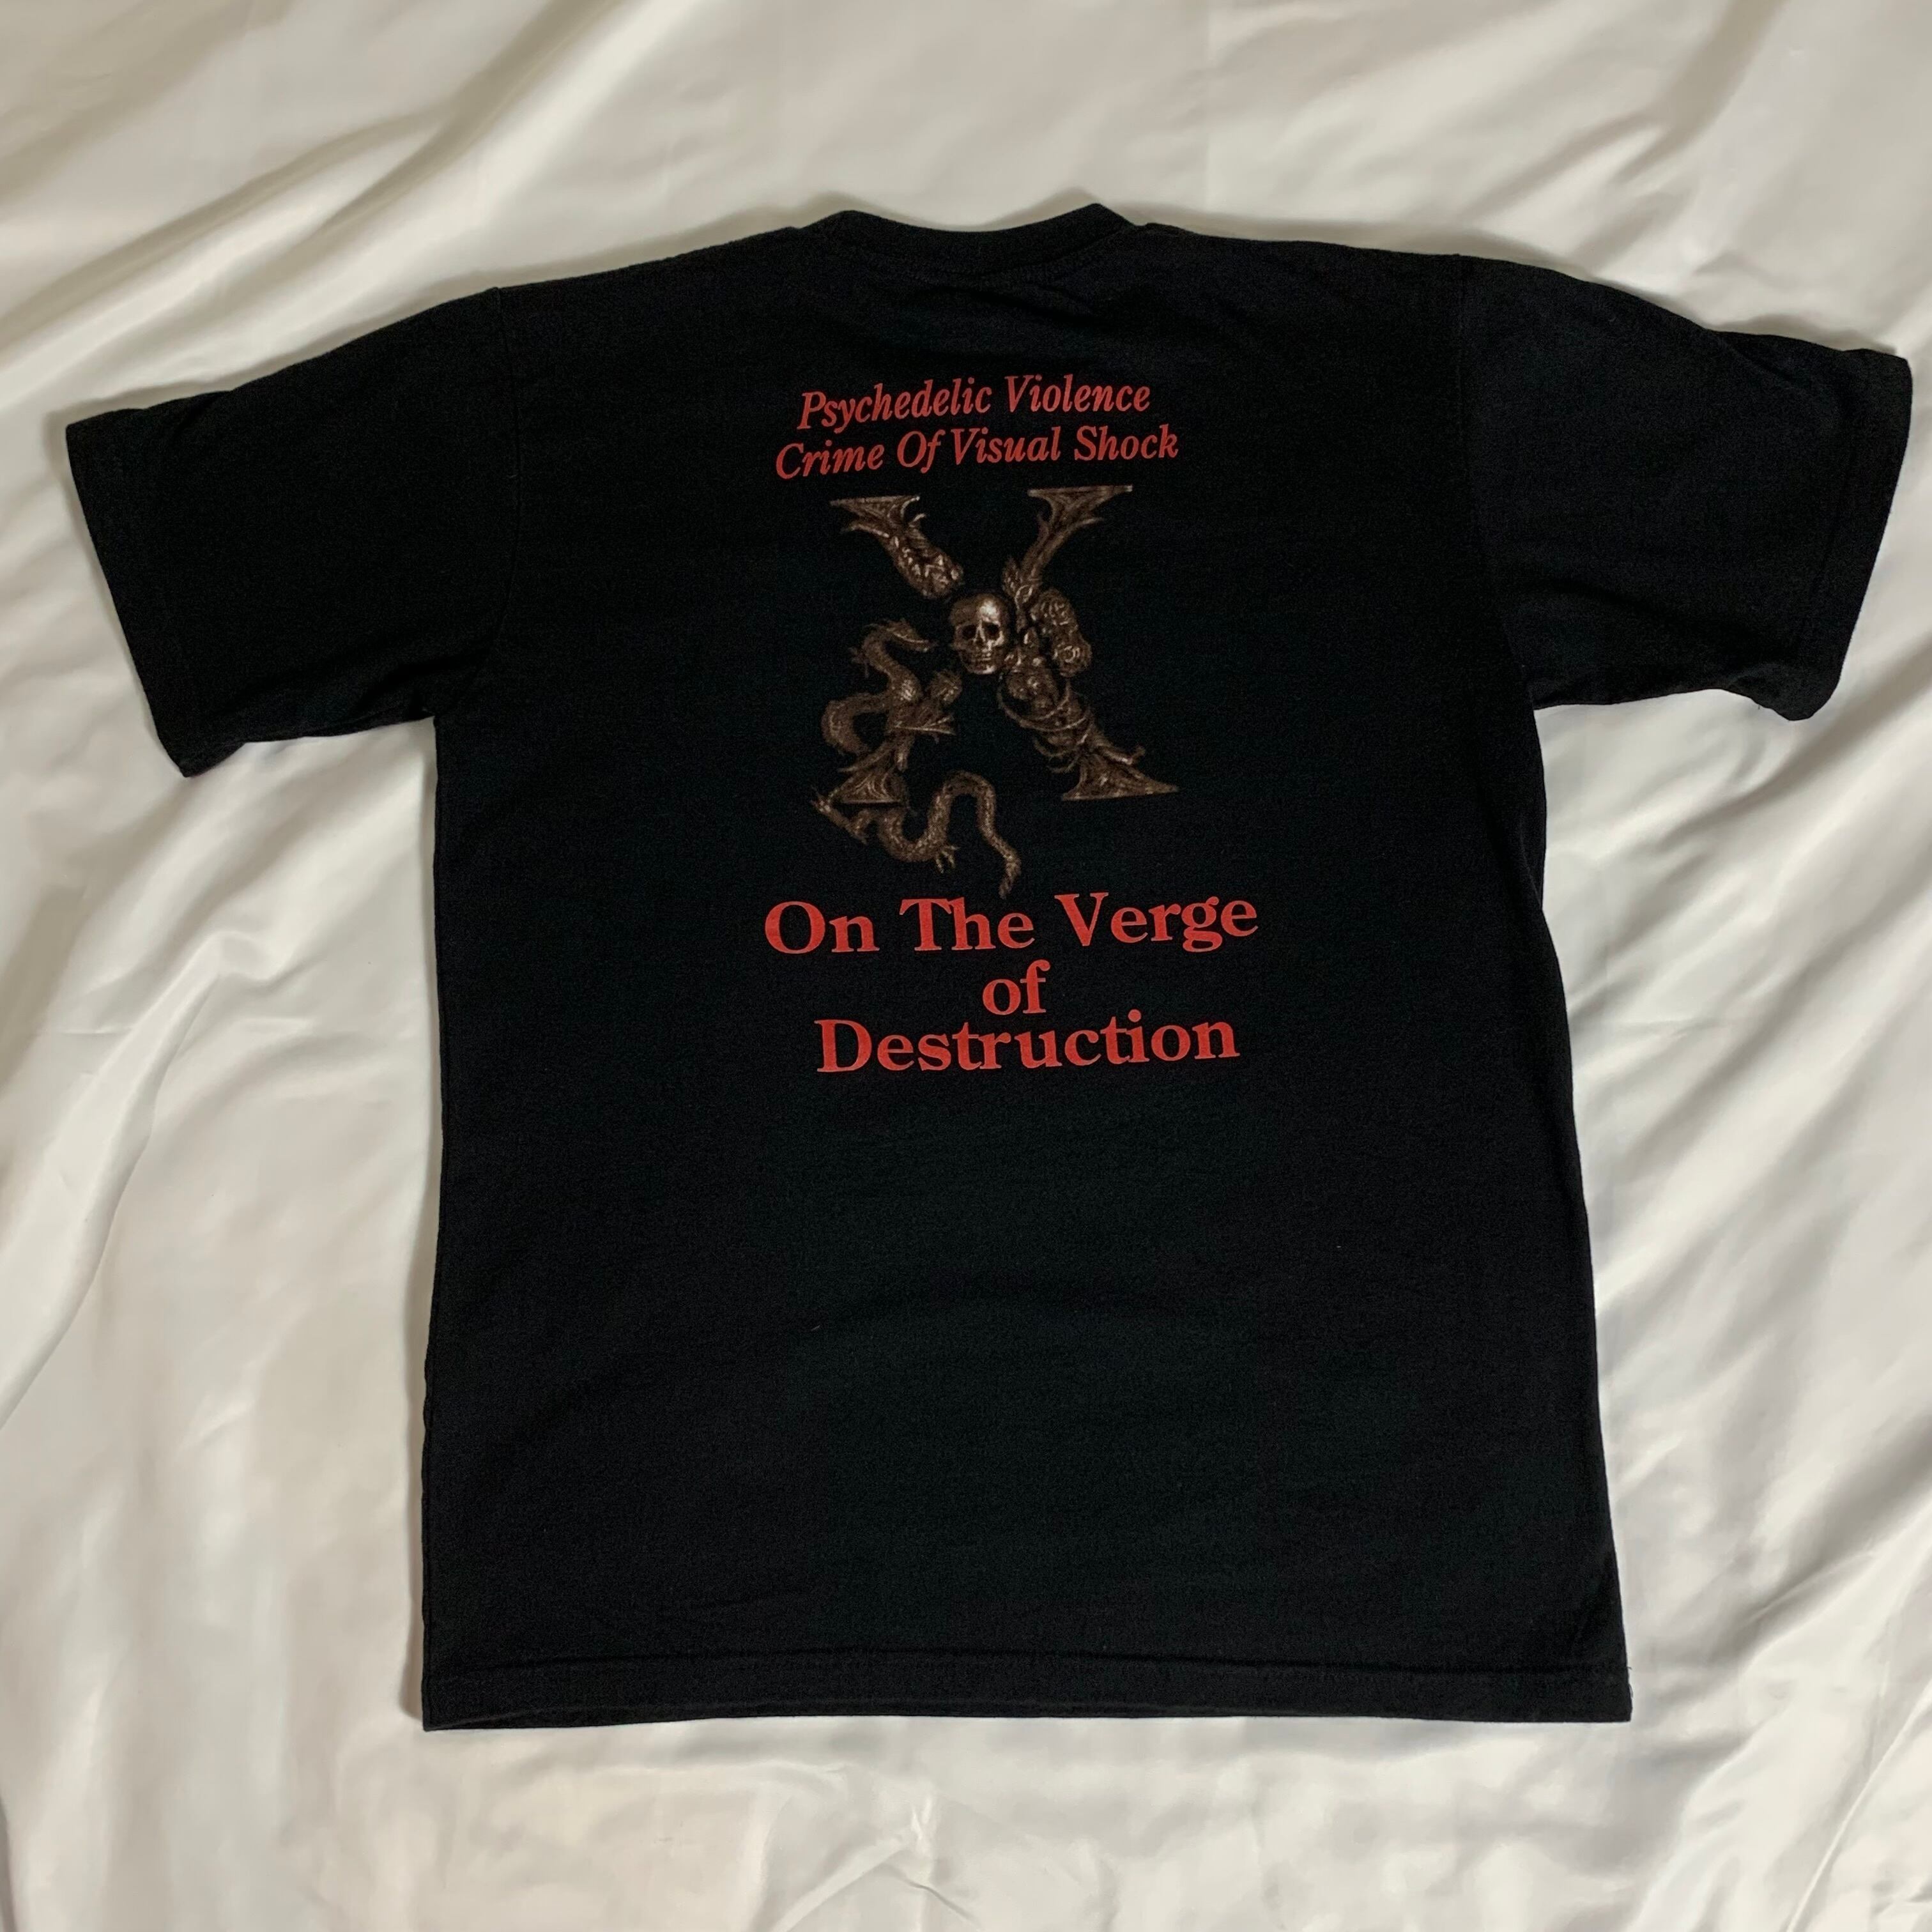 Psychedelic Violence
Crime Of Visual Shock
X
On The Verge
of
Destruction